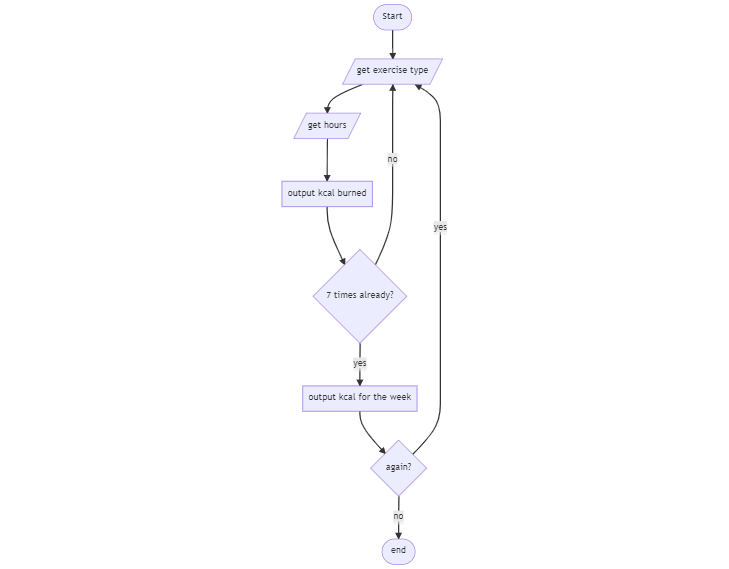 Start
get exercise type
get hours
no
output kcal burned
yes
7 times already?
yes
output kcal for the week
again?
no
end